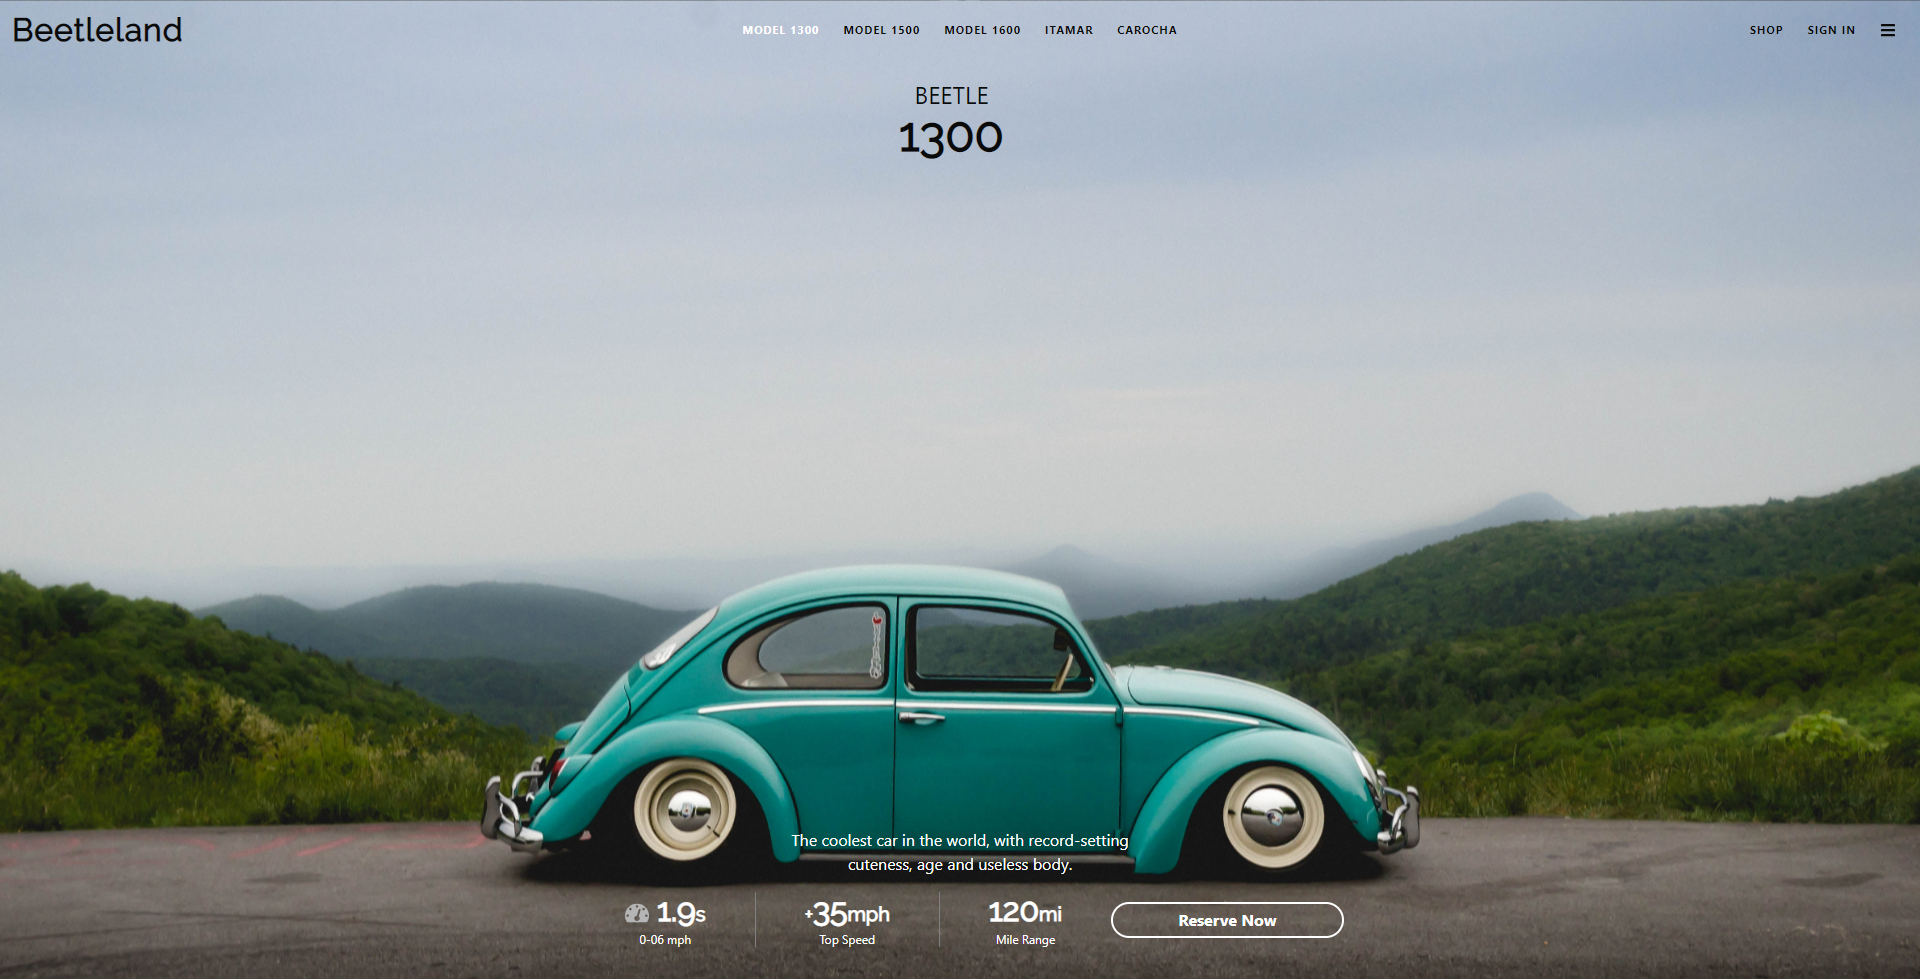 Beetleland
MODEL 1300 MODEL 1500 MODEL 1600 ITAMAR CAROCHA
SHOP SIGN IN
BEETLE
1300
The coolest car in the world, with record-setting
cuteness, age and useless body.
1.9s
0-06 mph
+35mph
Top Speed
120mi
Mile Range
Reserve Now